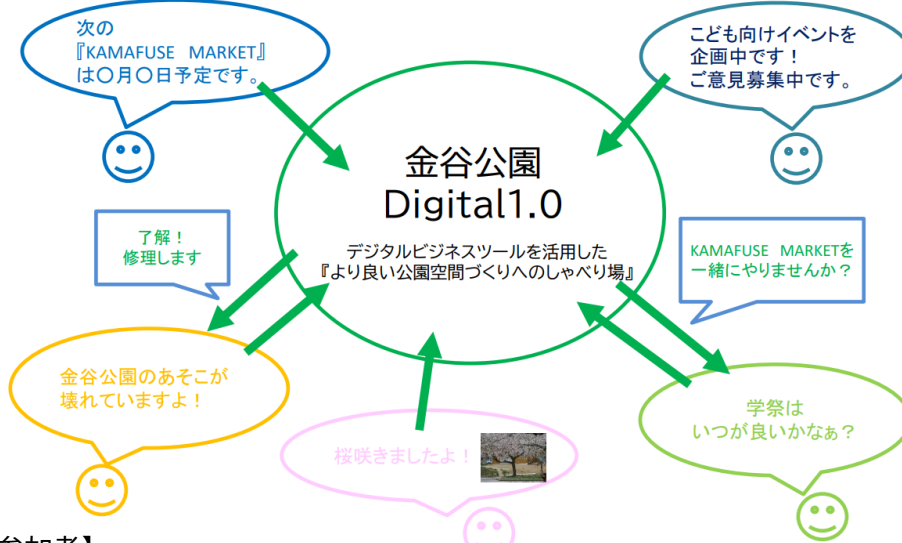 次の
『KAMAFUSE MARKET』
は〇月〇日予定です。
こども向けイベントを
企画中です！
ご意見募集中です。
金谷公園
Digital1.0
デジタルビジネスツールを活用した
『より良い公園空間づくりへのしゃべり場』
了解！
修理します
KAMAFUSE MARKETを
一緒にやりませんか？
金谷公園のあそこが
壊れていますよ！
桜咲きましたよ！
学祭は
いつが良いかなぁ？
参加者】